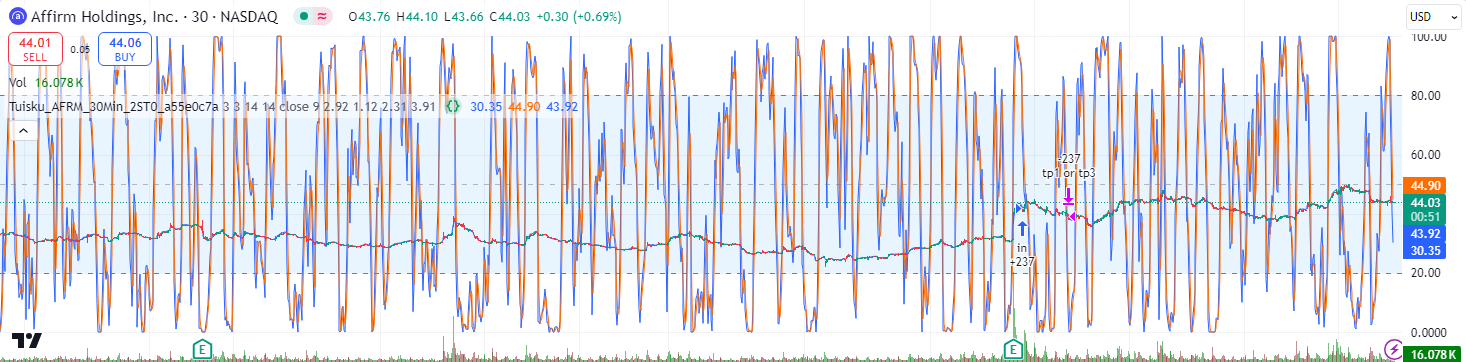 Affirm Holdings, Inc. · 30 · NASDAQ O43.76 H44.10 L43.66 C44.03 +0.30 (+0.69%)
USD
44.01 SELL
0.05
44.06 BUY
Vol 16.078 K
Tuisku_AFRM_30Min_2ST0_a55e0c7a 3 3 14 14 close 9 2.92 1.12 2.31 3.91 30.35 44.90 43.92
100.00
80.00
60.00
44.90
44.03
00:51
43.92
30.35
20.00
0.0000
16.078 K
-237
tp1 or tp3
in
+237
E
E